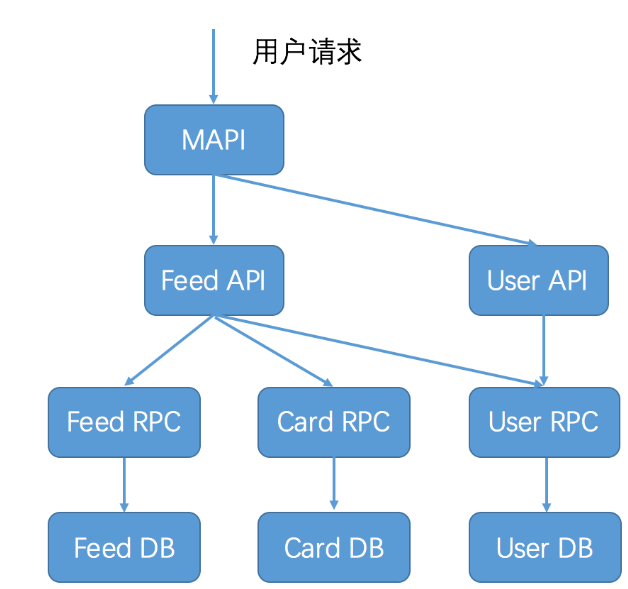 用户请求
MAPI
Feed API
User API
Feed RPC
Card RPC
User RPC
Feed DB
Card DB
User DB